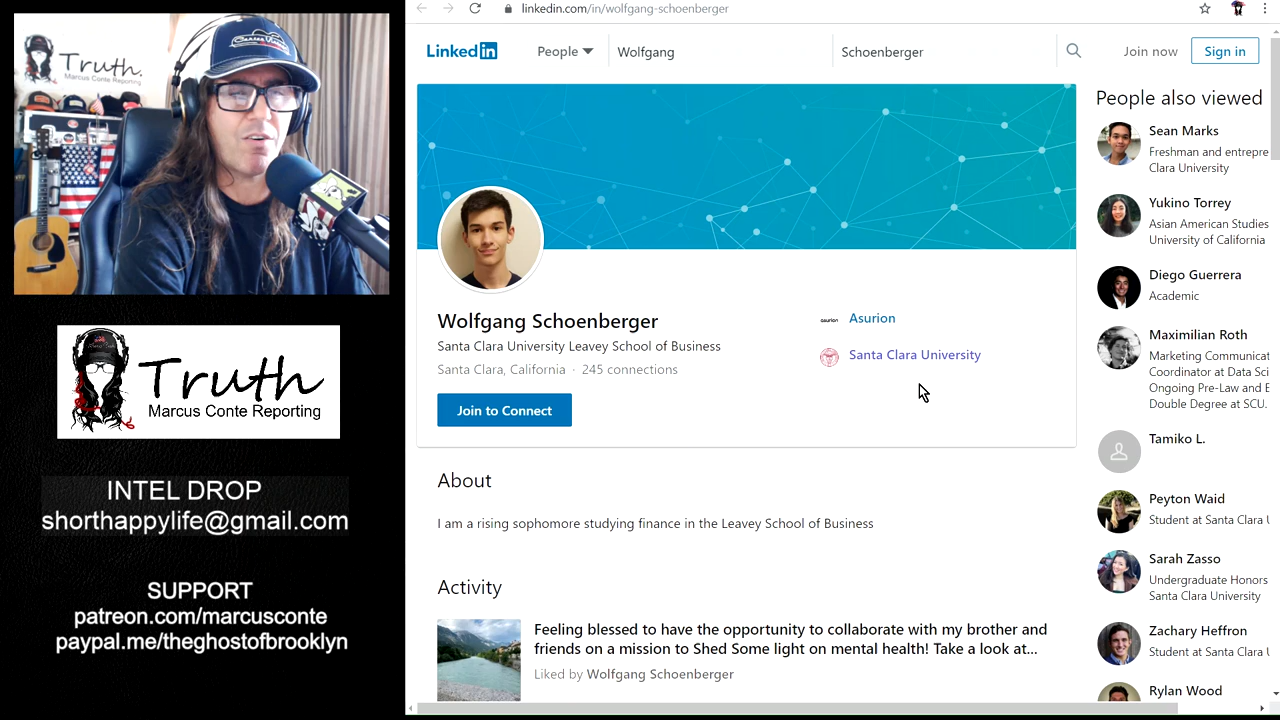 Truth.
Marcus Conte Reporting
Truth
Marcus Conte Reporting
INTEL DROP
shorthappylife@gmail.com
SUPPORT
patreon.com/marcusconte
paypal.me/theghostofbrooklyn
linkedin.com/in/wolfgang-schoenberger
Linked in
People
Wolfgang
Schoenberger
Join now
Sign in
Wolfgang Schoenberger
Santa Clara University Leavey School of Business
Santa Clara, California · 245 connections
Join to Connect
asurion
Asurion
Santa Clara University
About
I am a rising sophomore studying finance in the Leavey School of Business
Activity
Feeling blessed to have the opportunity to collaborate with my brother and
friends on a mission to Shed Some light on mental health! Take a look at...
Liked by Wolfgang Schoenberger
People also viewed
Sean Marks
Freshman and entrepre
Clara University
Yukino Torrey
Asian American Studies
University of California
Diego Guerrera
Academic
Maximilian Roth
Marketing Communicat
Coordinator at Data Sci
Ongoing Pre-Law and E
Double Degree at SCU.
Tamiko L.
Peyton Waid
Student at Santa Clara U
Sarah Zasso
Undergraduate Honors
Santa Clara University
Zachary Heffron
Student at Santa Clara U
Rylan Wood